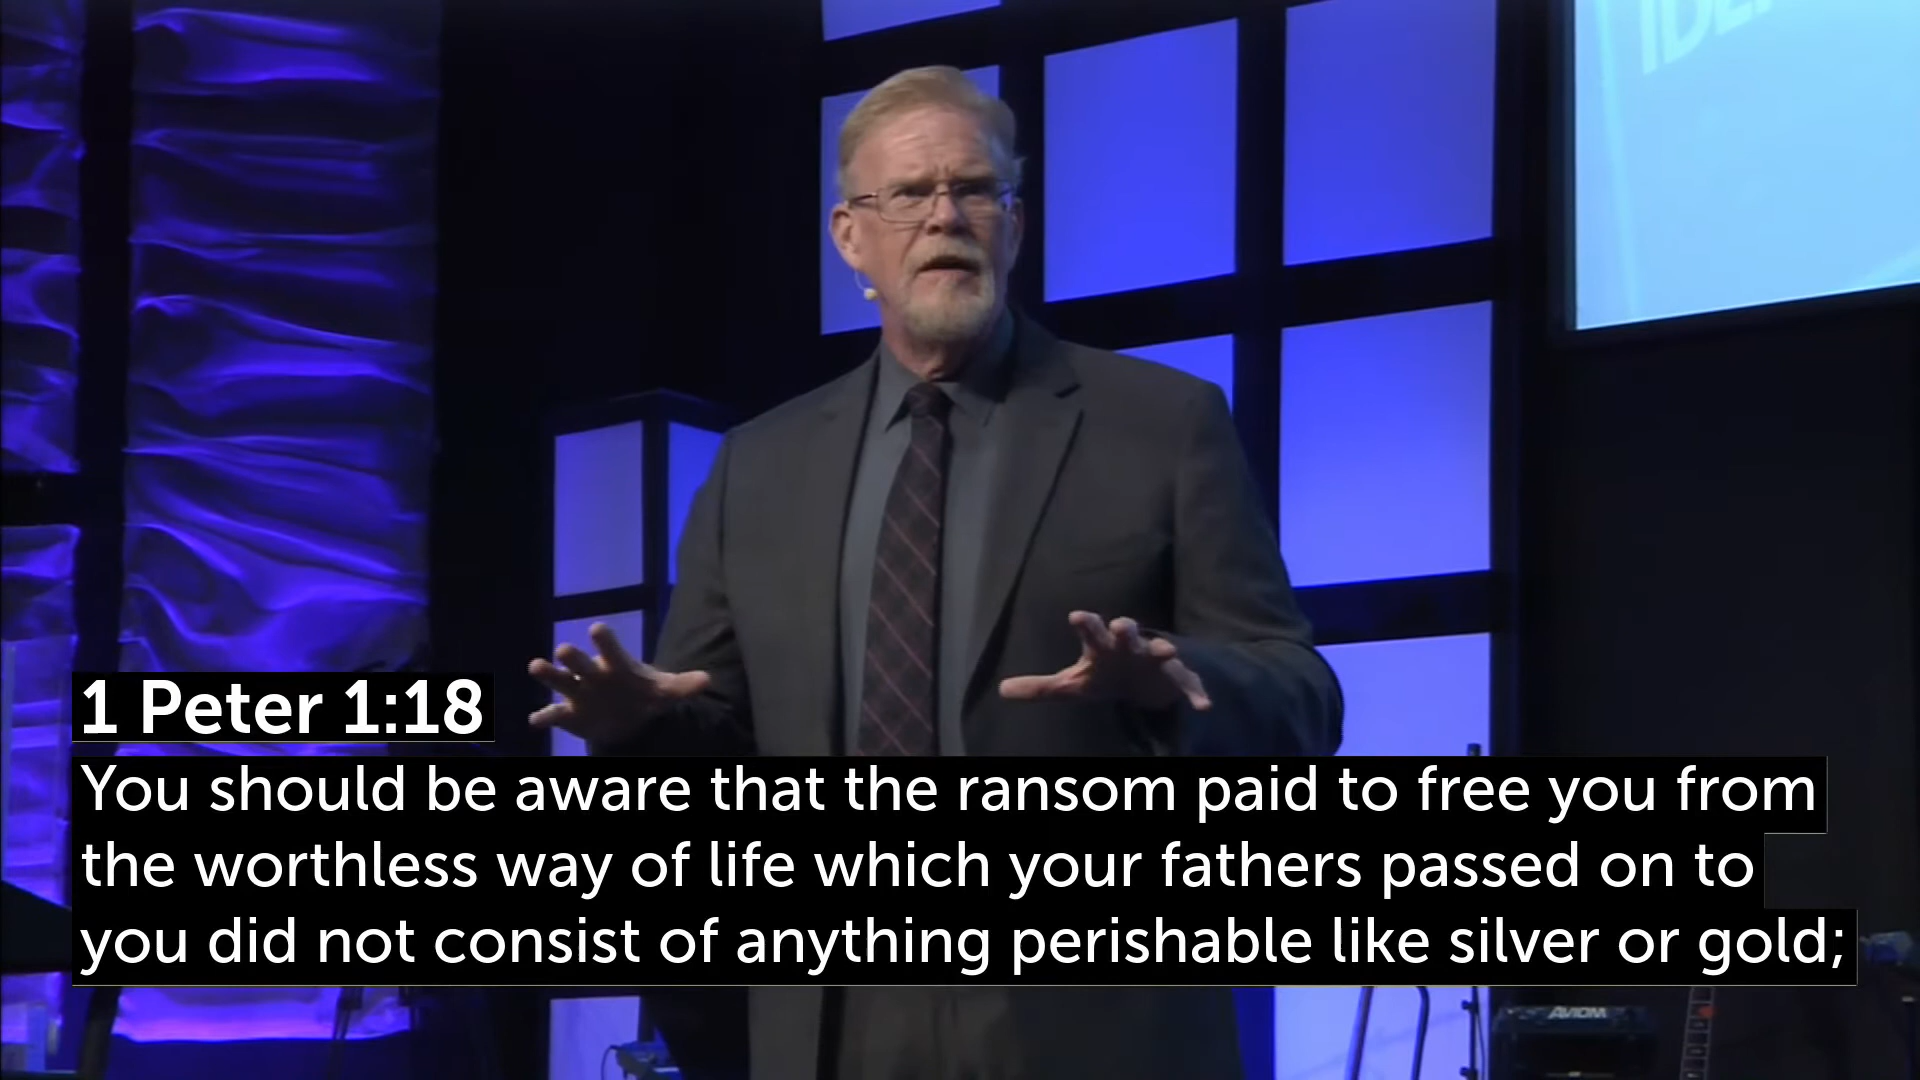 1 Peter 1:18
You should be aware that the ransom paid to free you from
the worthless way of life which your fathers passed on to
you did not consist of anything perishable like silver or gold;
AVIOM